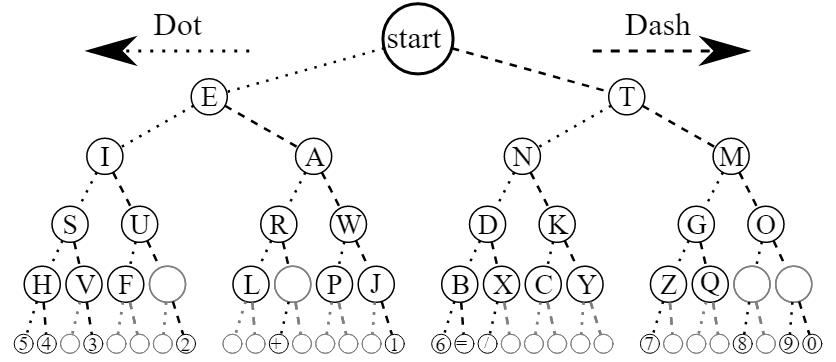 Dot start Dash
E T
I A N M
S U R W D K G O
H V F L P J B X C Y Z Q
5 4 3 2 + 1 6 = / 7 8 9 0